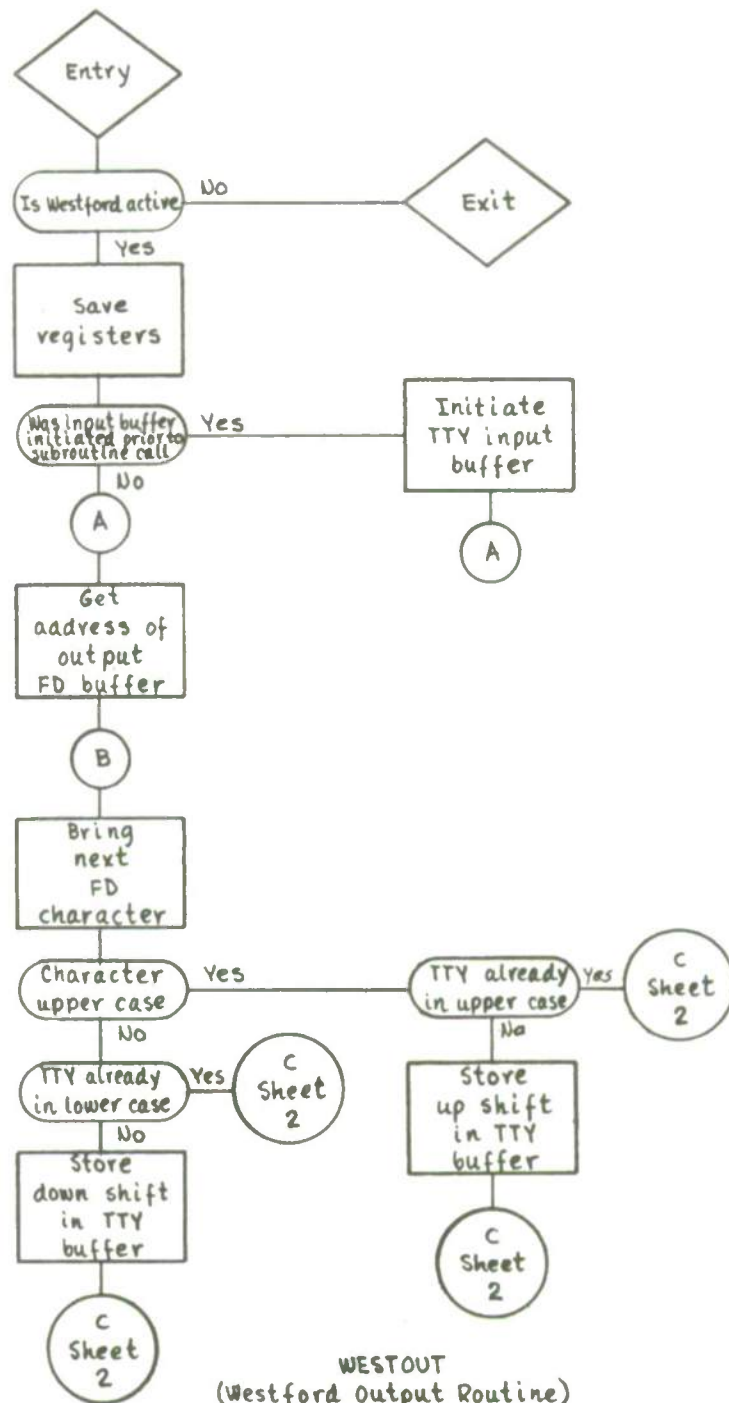 Entry
Is Westford active
No
Exit
Yes
Save
registers
Was input buffer
initiated prior to
subroutine call
Yes
Initiate
TTY input
buffer
No
A
A
Get
address of
output
FD buffer
B
Bring
next
FD
character
Character
upper case
Yes
TTY already
in upper case
Yes
C
Sheet
2
No
No
TTY already
in lower case
Yes
C
Sheet
2
Store
up shift
in TTY
buffer
No
Store
down shift
in TTY
buffer
C
Sheet
2
C
Sheet
2
WESTOUT
(Westford Output Routine)